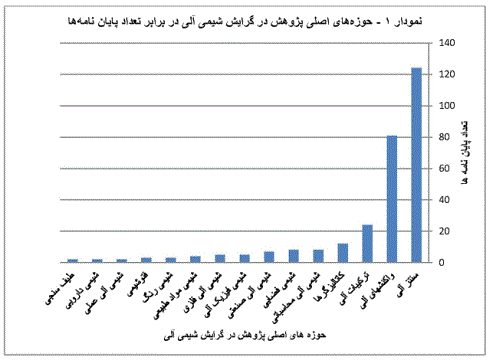 نمودار ۱ - حوزه‌های اصلی پژوهش در گرایش شیمی آلی در برابر تعداد پایان نامه‌ها
140
120
100
80
60
40
20
0
تعداد پایان نامه ها
سنتز آلی
واکنشهای آلی
ترکیبات آلی
کاتالیزگرها
شیمی آلی محاسباتی
شیمی فضایی
شیمی آلی صنعتی
شیمی فیزیک آلی
شیمی آلی فلزی
شیمی مواد طبیعی
شیمی رنگ
فتوشیمی
شیمی آلی عملی
شیمی دارویی
طیف سنجی
حوزه های اصلی پژوهش در گرایش شیمی آلی